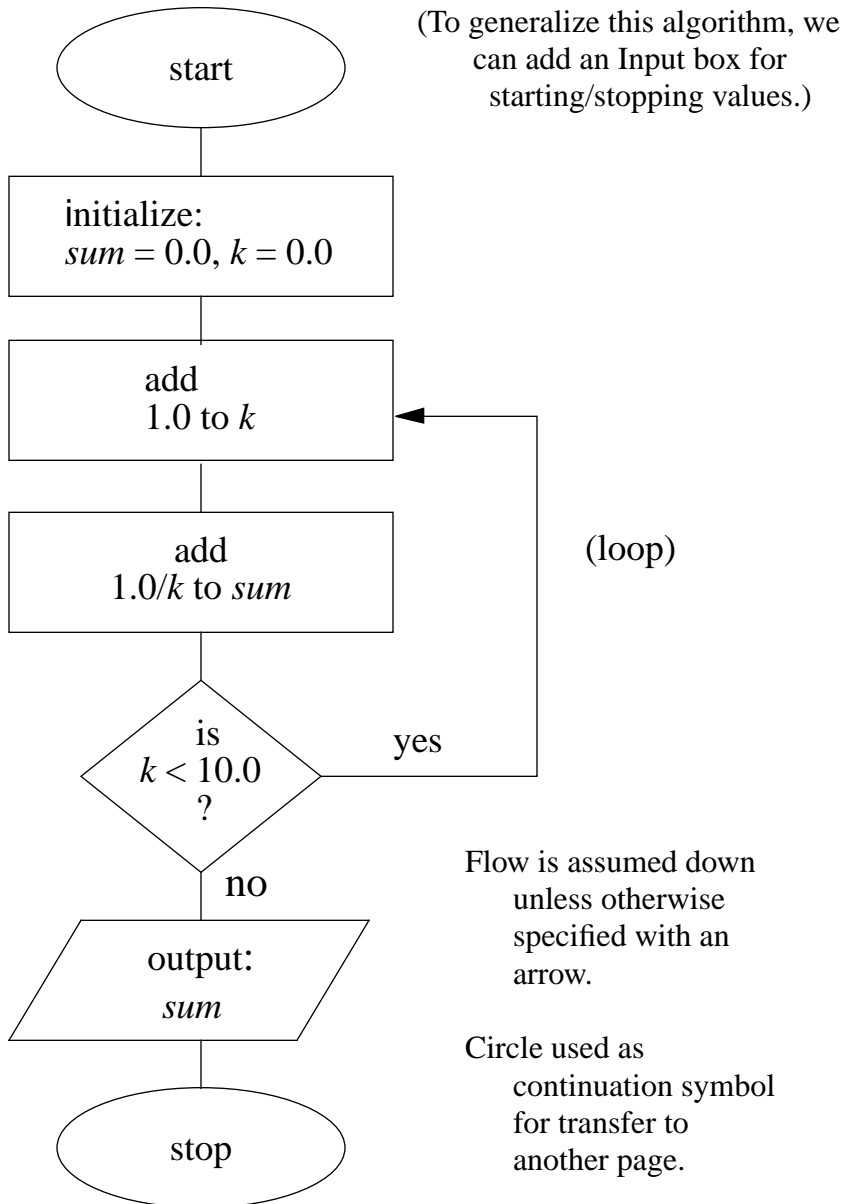 (To generalize this algorithm, we
can add an Input box for
starting/stopping values.)
start
initialize:
sum = 0.0, k = 0.0
add
1.0 to k
add
1.0/k to sum
(loop)
is
k < 10.0
?
yes
no
output:
sum
stop
Flow is assumed down
unless otherwise
specified with an
arrow.
Circle used as
continuation symbol
for transfer to
another page.